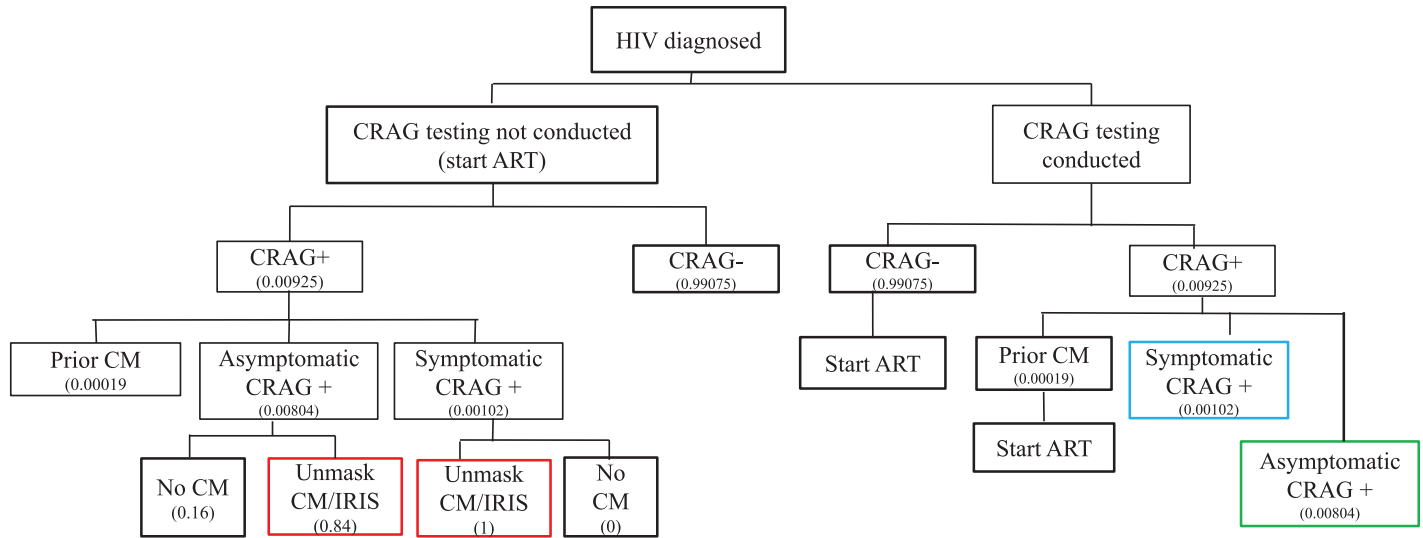 HIV diagnosed
CRAG testing not conducted
(start ART)
CRAG testing
conducted
CRAG+
(0.00925)
CRAG-
(0.99075)
CRAG-
(0.99075)
CRAG+
(0.00925)
Prior CM
(0.00019
Asymptomatic
CRAG +
(0.00804)
Symptomatic
CRAG +
(0.00102)
Start ART
Prior CM
(0.00019)
Symptomatic
CRAG +
(0.00102)
Start ART
No CM
(0.16)
Unmask
CM/IRIS
(0.84)
Unmask
CM/IRIS
(1)
No
CM
(0)
Asymptomatic
CRAG +
(0.00804)